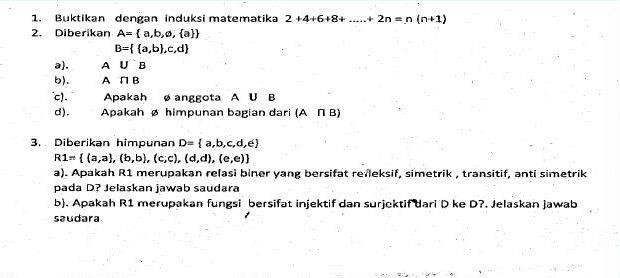 1. Buktikan dengan induksi matematika 2 +4+6+8+ .....+ 2n = n (n+1)
2. Diberikan A= { a,b,ø, {a}}
B={ {a,b},c,d}
a). A U B
b). A Π B
c). Apakah ø anggota A U B
d). Apakah ø himpunan bagian dari (A Π B)
3. Diberikan himpunan D= { a,b,c,d,e}
R1= { (a,a), (b,b), (c,c), (d,d), (e,e)}
a). Apakah R1 merupakan relasi biner yang bersifat refleksif, simetrik , transitif, anti simetrik
pada D? Jelaskan jawab saudara
b). Apakah R1 merupakan fungsi bersifat injektif dan surjektif dari D ke D?. Jelaskan jawab
saudara